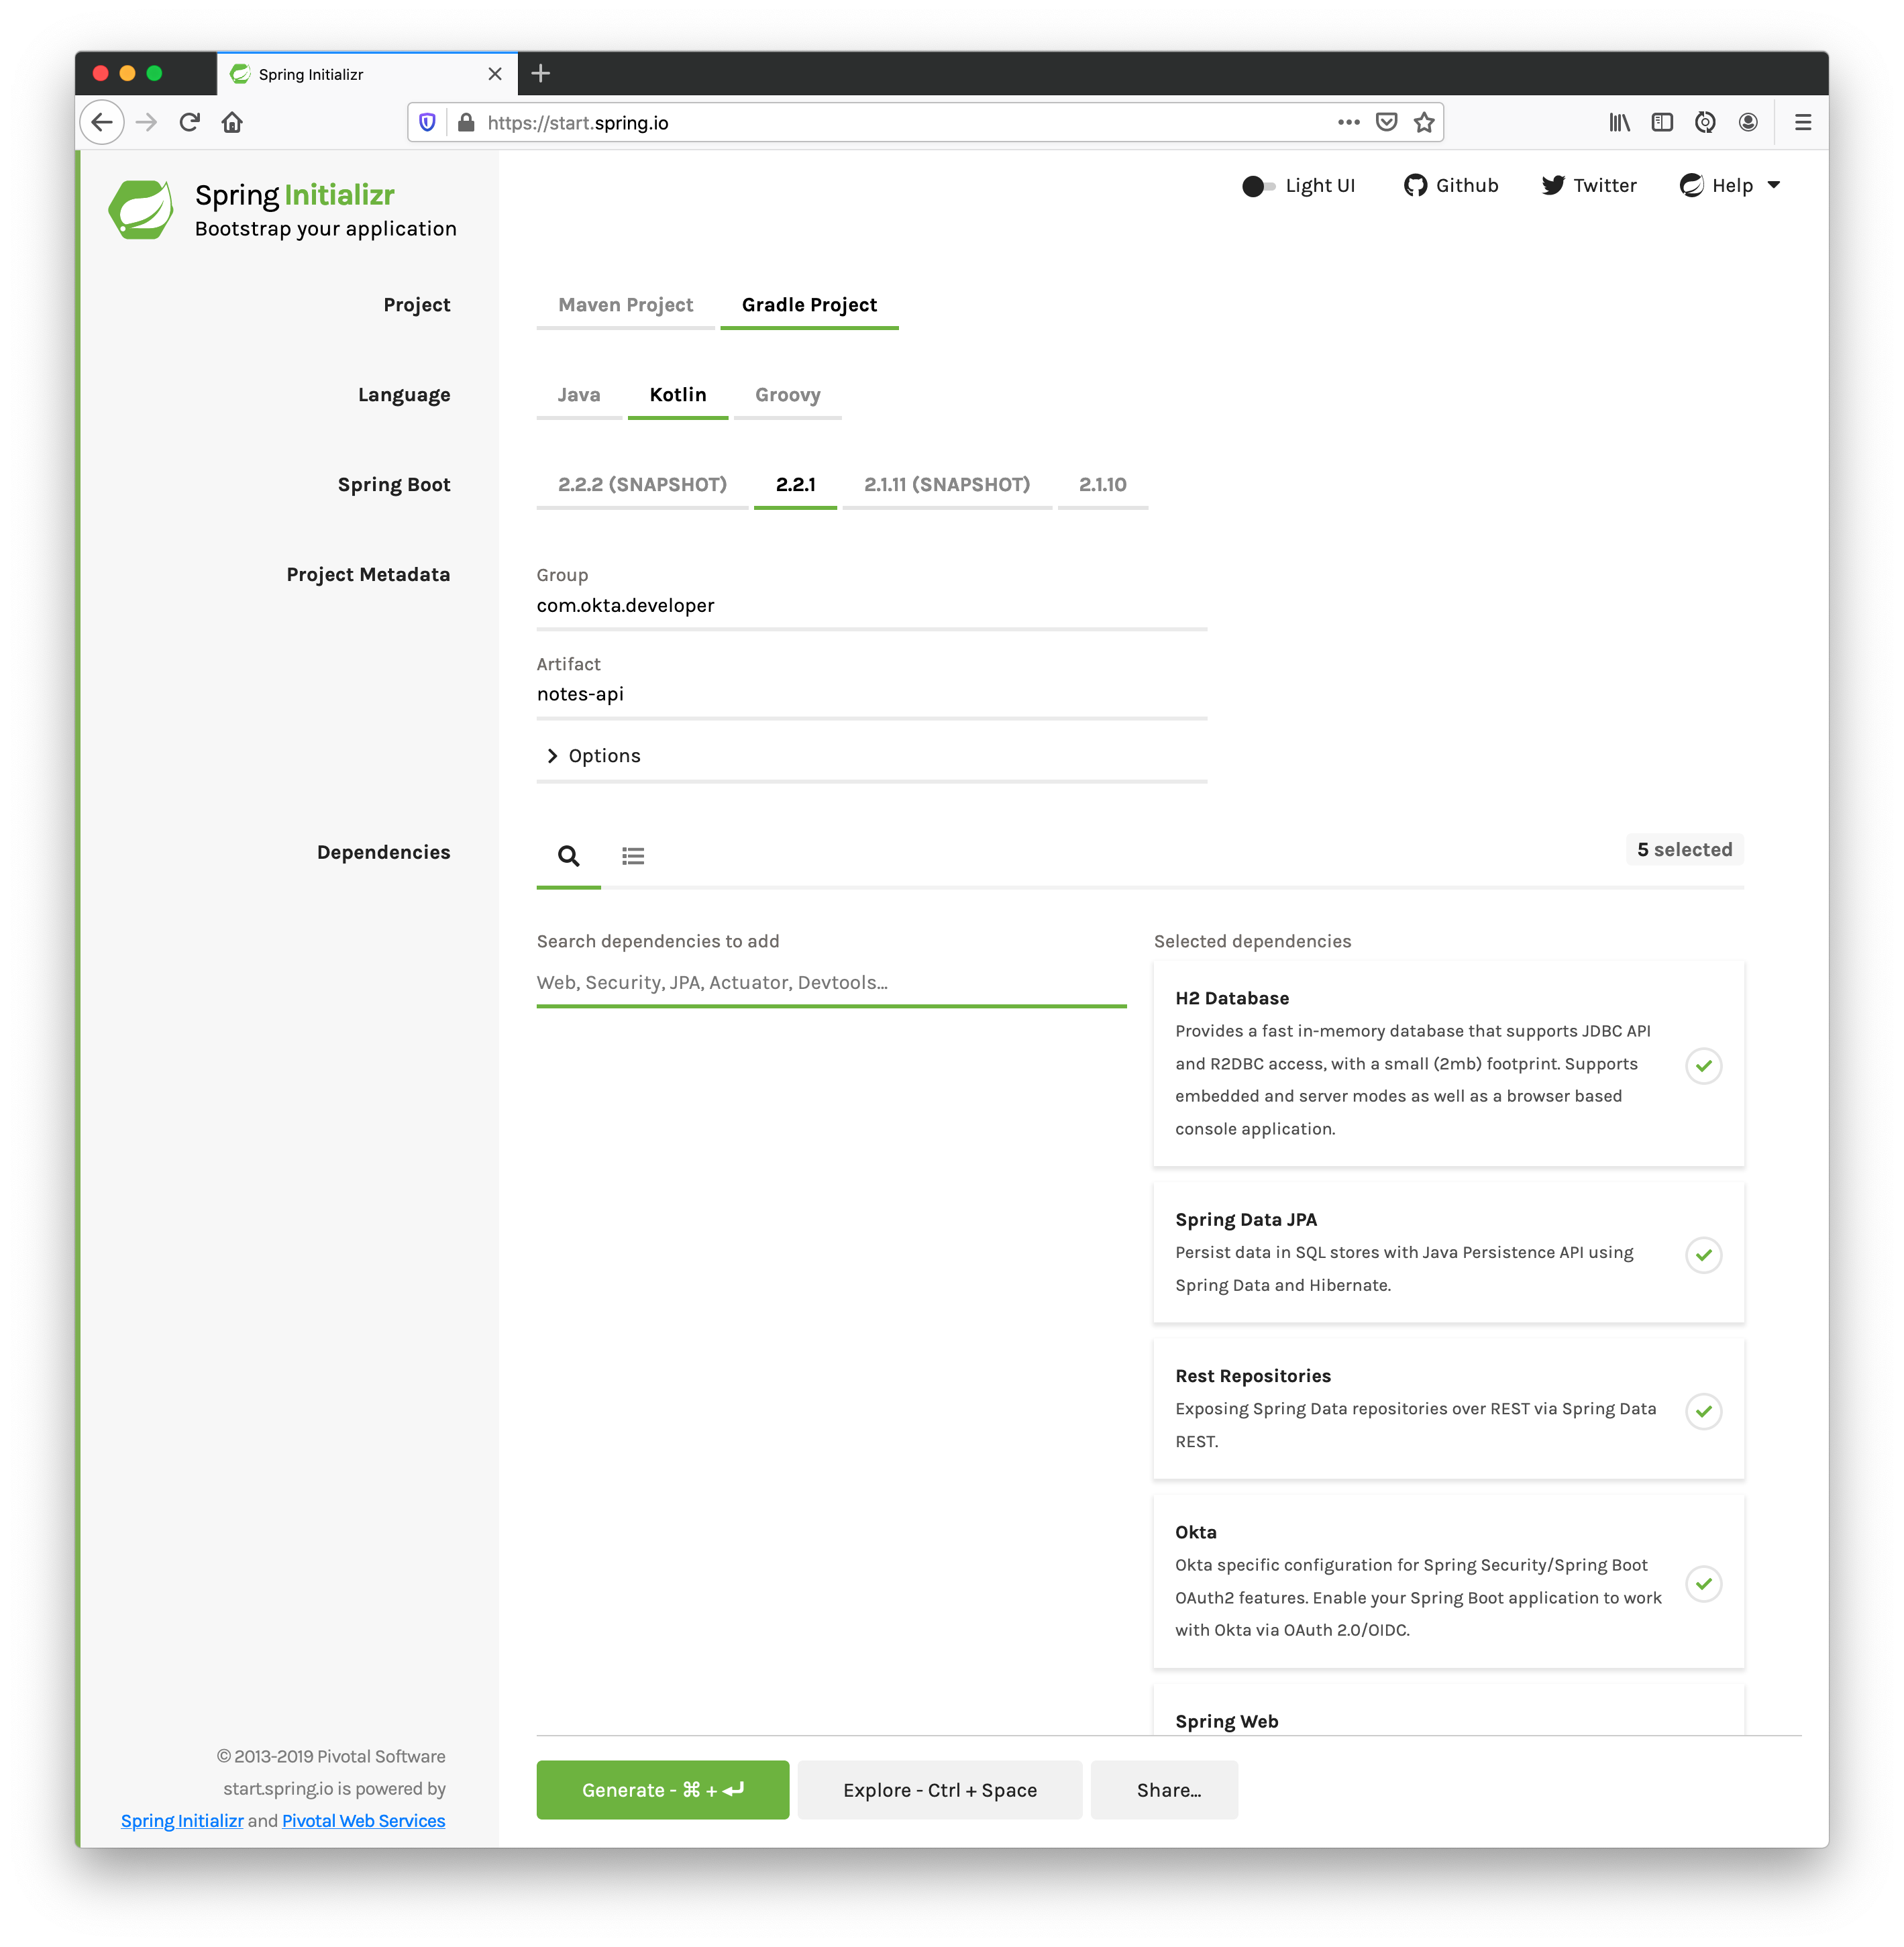 Spring Initializr
https://start.spring.io
Spring Initializr
Bootstrap your application
Light UI
Github
Twitter
Help
Project
Maven Project
Gradle Project
Language
Java
Kotlin
Groovy
Spring Boot
2.2.2 (SNAPSHOT)
2.2.1
2.1.11 (SNAPSHOT)
2.1.10
Project Metadata
Group
com.okta.developer
Artifact
notes-api
Options
Dependencies
5 selected
Search dependencies to add
Web, Security, JPA, Actuator, Devtools...
Selected dependencies
H2 Database
Provides a fast in-memory database that supports JDBC API
and R2DBC access, with a small (2mb) footprint. Supports
embedded and server modes as well as a browser based
console application.
Spring Data JPA
Persist data in SQL stores with Java Persistence API using
Spring Data and Hibernate.
Rest Repositories
Exposing Spring Data repositories over REST via Spring Data
REST.
Okta
Okta specific configuration for Spring Security/Spring Boot
OAuth2 features. Enable your Spring Boot application to work
with Okta via OAuth 2.0/OIDC.
Spring Web
© 2013-2019 Pivotal Software
start.spring.io is powered by
Spring Initializr and Pivotal Web Services
Generate - ⌘ + ↵
Explore - Ctrl + Space
Share...